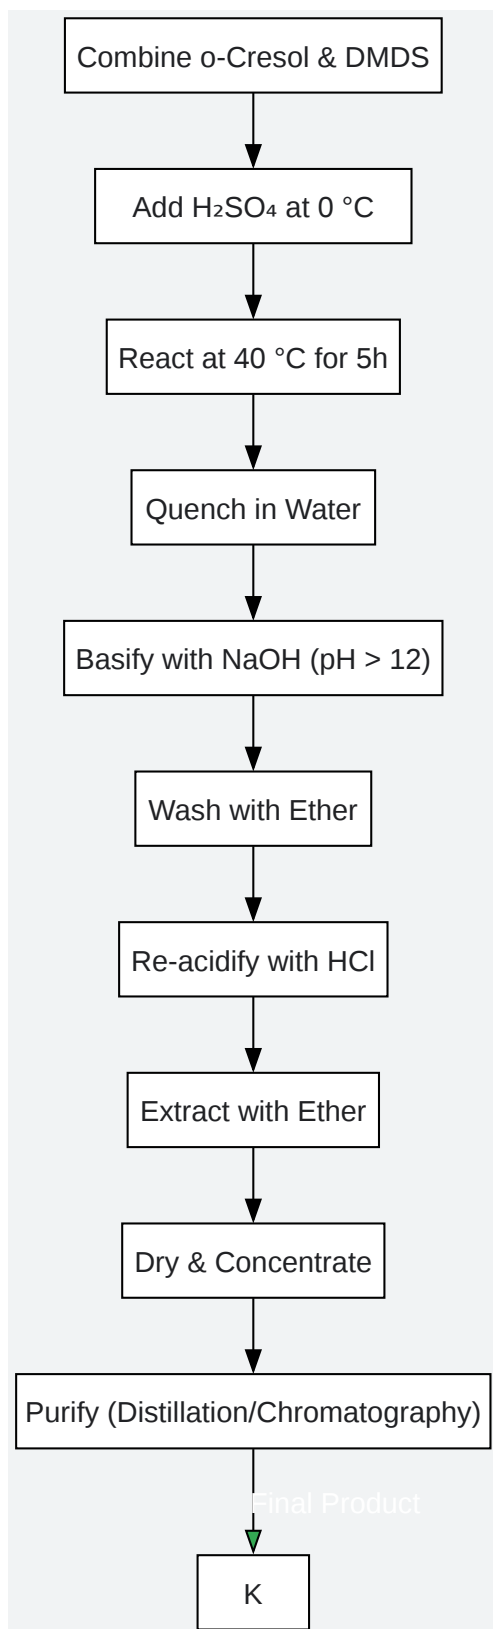 Combine o-Cresol & DMDS
Add H₂SO₄ at 0 °C
React at 40 °C for 5h
Quench in Water
Basify with NaOH (pH > 12)
Wash with Ether
Re-acidify with HCl
Extract with Ether
Dry & Concentrate
Purify (Distillation/Chromatography)
Final Product
K